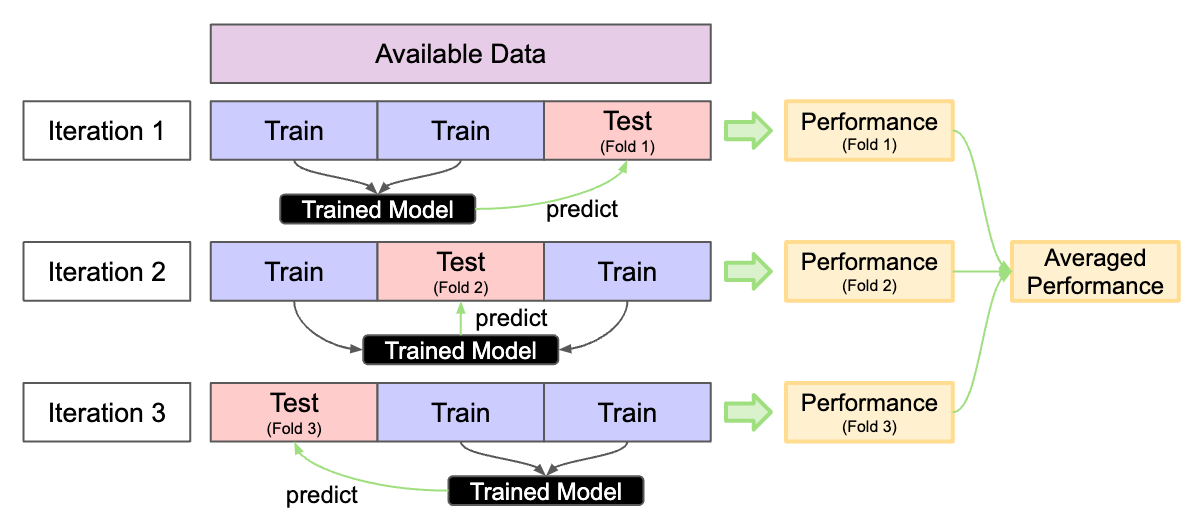 Available Data
Iteration 1
Train
Train
Test
(Fold 1)
Performance
(Fold 1)
Trained Model
predict
Iteration 2
Train
Test
(Fold 2)
Train
Performance
(Fold 2)
Averaged
Performance
predict
Trained Model
Iteration 3
Test
(Fold 3)
Train
Train
Performance
(Fold 3)
predict
Trained Model